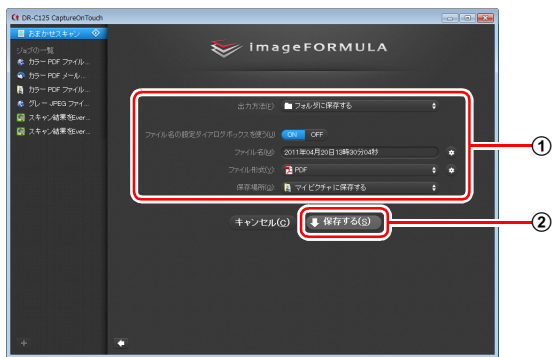 DR-C125 CaptureOnTouch
おまかせスキャン
ジョブの一覧
カラー PDF ファイル...
カラー PDF メール...
カラー PDF ファイル...
グレー JPEG ファイ...
スキャン結果をEver...
スキャン結果をEver...
imageFORMULA
出力方法(E) フォルダに保存する
ファイル名の設定ダイアログボックスを使う(U) ON OFF
ファイル名(M) 2011年04月20日13時30分04秒
ファイル形式(Y) PDF
保存場所(O) マイ ピクチャ に保存する
キャンセル(C) 保存する(S)
①
②